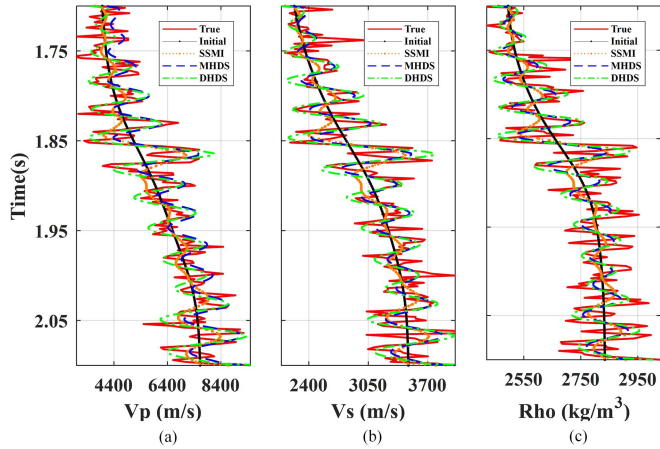 1.75
1.85
1.95
2.05
Time(s)
True
Initial
SSMI
MHDS
DHDS
4400 6400 8400
Vp (m/s)
(a)
True
Initial
SSMI
MHDS
DHDS
2400 3050 3700
Vs (m/s)
(b)
True
Initial
SSMI
MHDS
DHDS
2550 2750 2950
Rho (kg/m³)
(c)